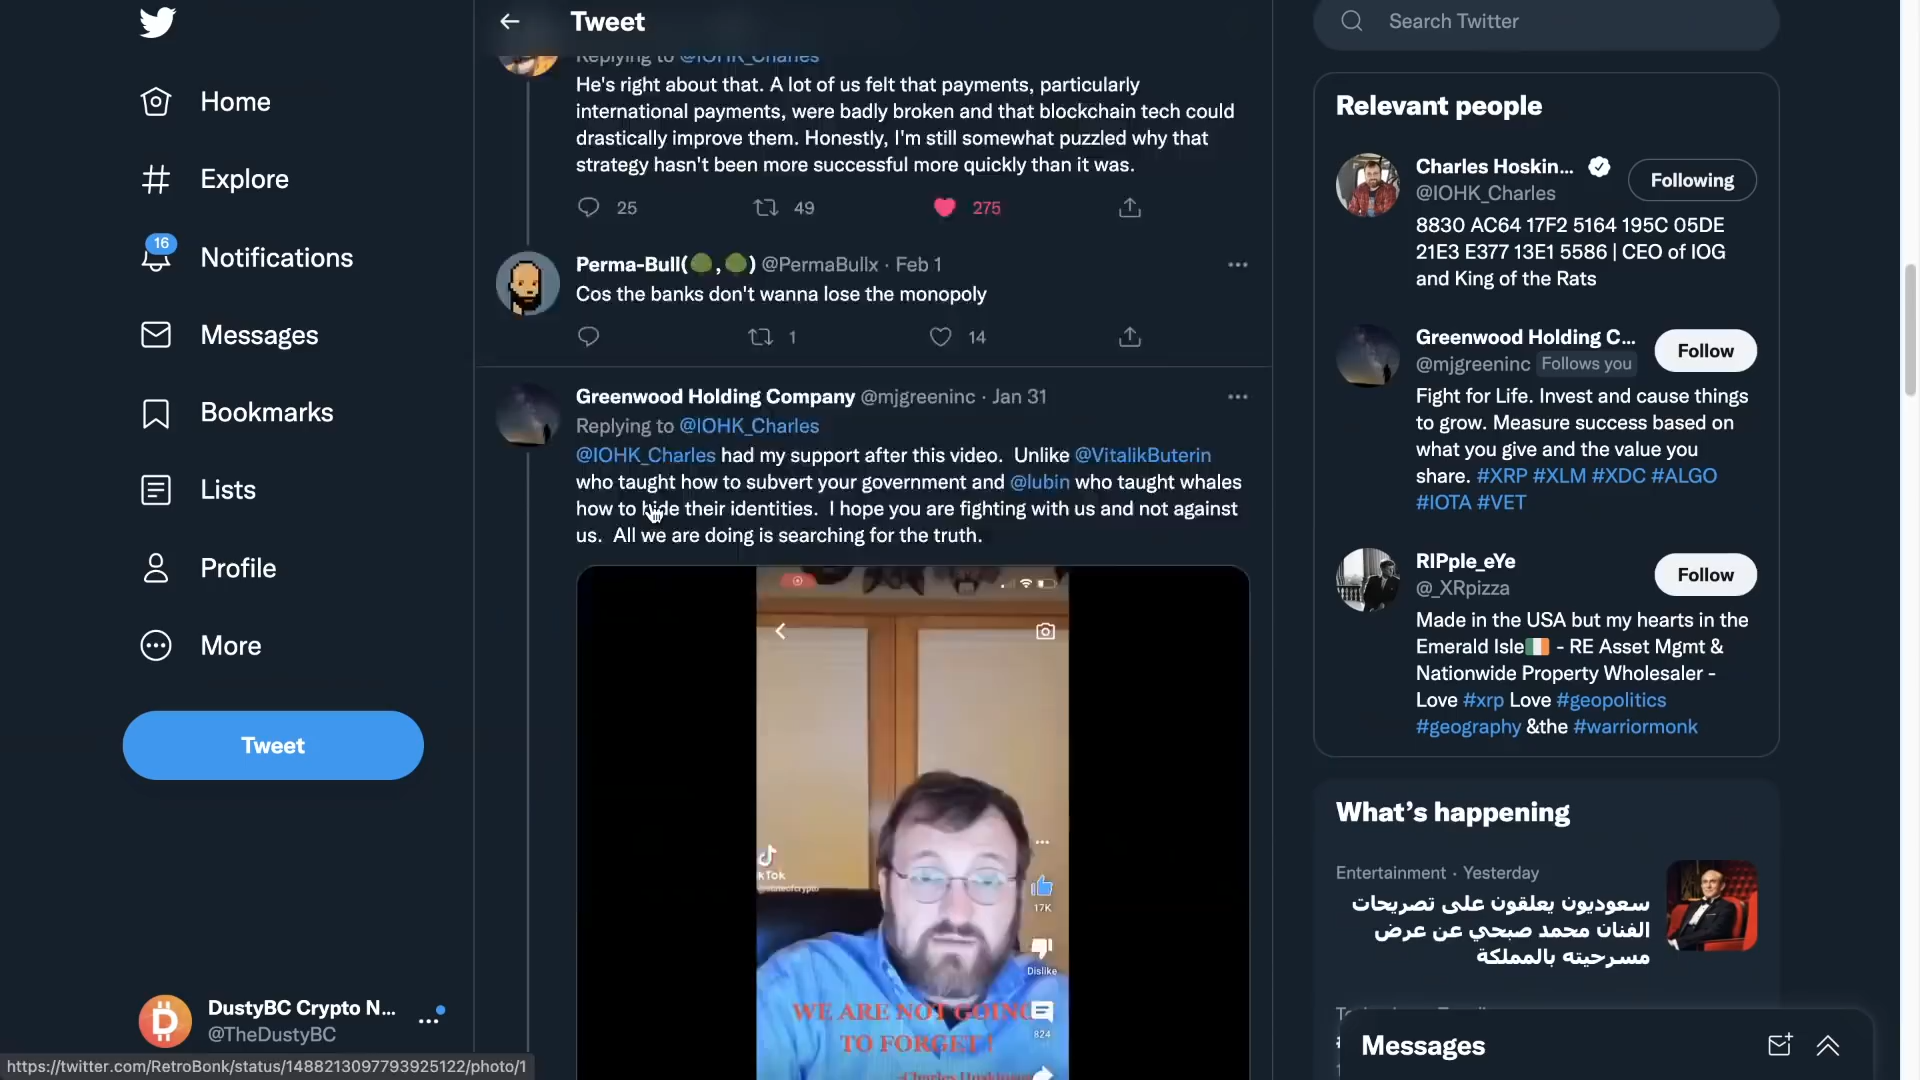 Home
Explore
16
Notifications
Messages
Bookmarks
Lists
Profile
More
Tweet
DustyBC Crypto N...
@TheDustyBC
https://twitter.com/RetroBonk/status/1488213097793925122/photo/1
Tweet
Replying to @IOHK_Charles
He's right about that. A lot of us felt that payments, particularly
international payments, were badly broken and that blockchain tech could
drastically improve them. Honestly, I'm still somewhat puzzled why that
strategy hasn't been more successful more quickly than it was.
25 49 275
Perma-Bull( , ) @PermaBullx · Feb 1
Cos the banks don't wanna lose the monopoly
1 14
Greenwood Holding Company @mjgreeninc · Jan 31
Replying to @IOHK_Charles
@IOHK_Charles had my support after this video. Unlike @VitalikButerin
who taught how to subvert your government and @lubin who taught whales
how to hide their identities. I hope you are fighting with us and not against
us. All we are doing is searching for the truth.
17K
Dislike
824
WE ARE NOT GOING
TO FORGET !
Search Twitter
Relevant people
Charles Hoskin...
Following
@IOHK_Charles
8830 AC64 17F2 5164 195C 05DE
21E3 E377 13E1 5586 | CEO of IOG
and King of the Rats
Greenwood Holding C...
Follow
@mjgreeninc Follows you
Fight for Life. Invest and cause things
to grow. Measure success based on
what you give and the value you
share. #XRP #XLM #XDC #ALGO
#IOTA #VET
RIPple_eYe
Follow
@_XRpizza
Made in the USA but my hearts in the
Emerald Isle - RE Asset Mgmt &
Nationwide Property Wholesaler -
Love #xrp Love #geopolitics
#geography &the #warriormonk
What's happening
Entertainment · Yesterday
سعوديون يعلقون على تصريحات
الفنان محمد صبحي عن عرض
مسرحيته بالمملكة
Messages